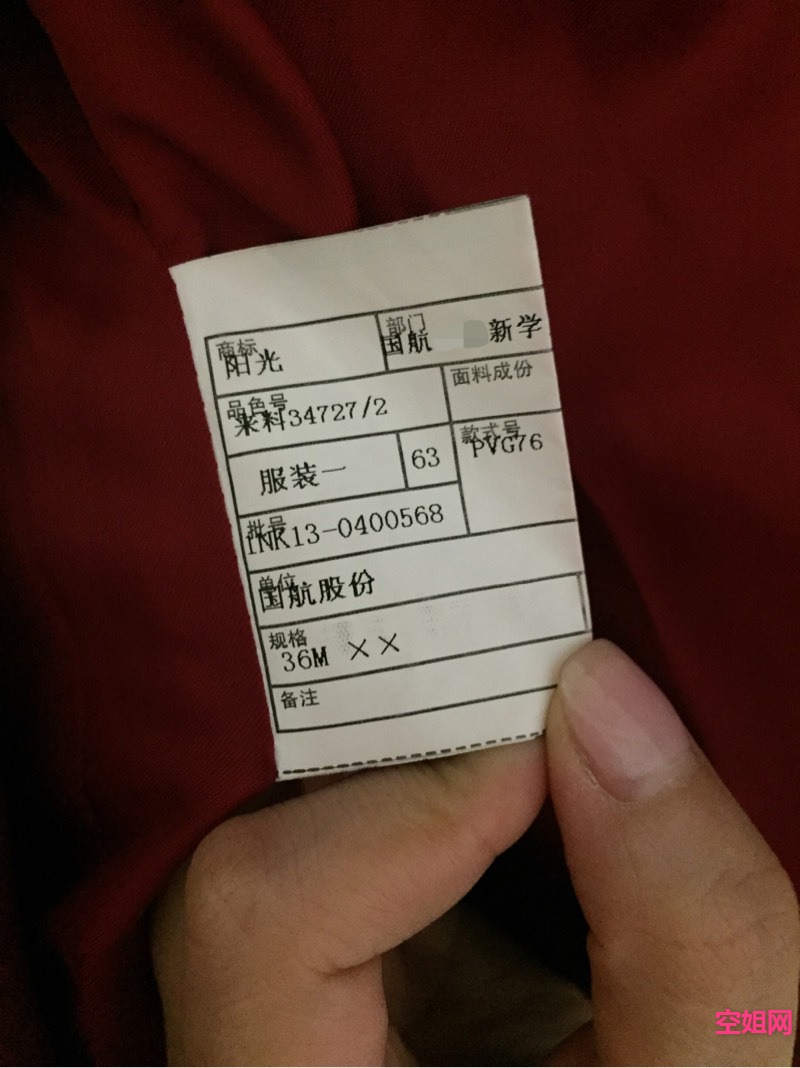 商标
阳光
部门
国航 新学
品色号
来料34727/2
面料成份
服装一
63
款式号
PVG76
批号
INR13-0400568
单位
国航股份
规格
36M ××
备注
空姐网